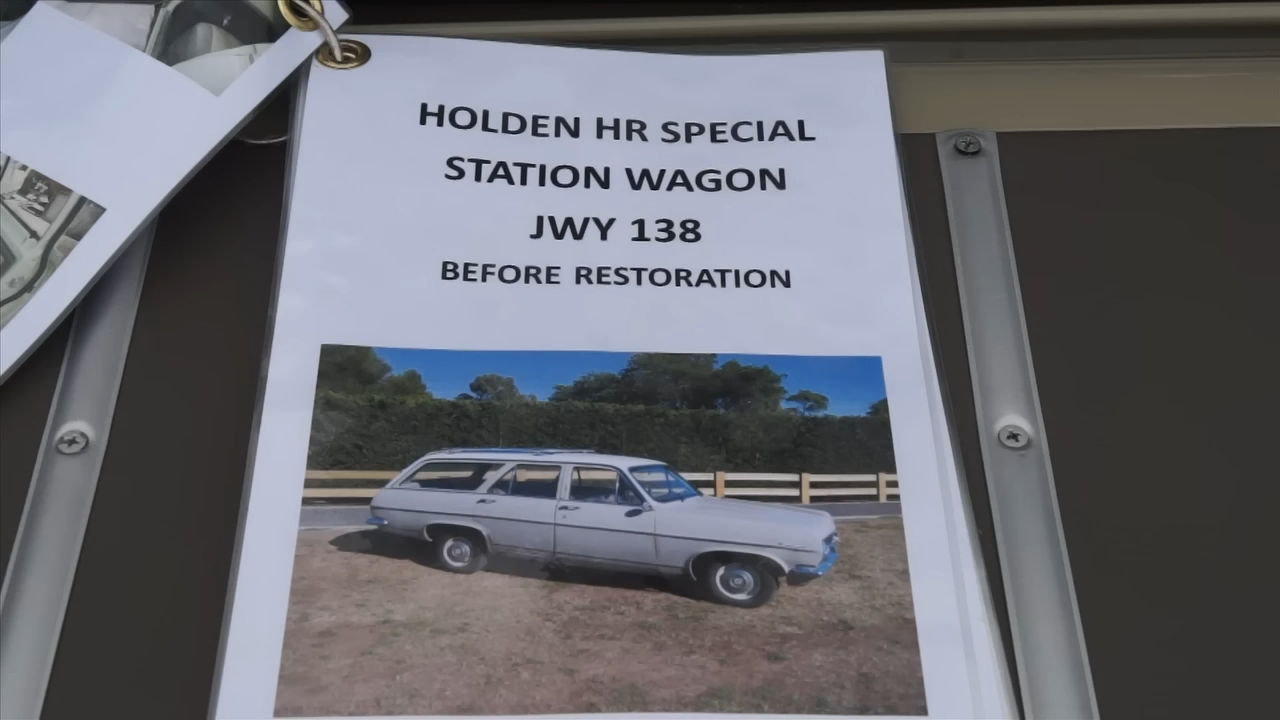 HOLDEN HR SPECIAL
STATION WAGON
JWY 138
BEFORE RESTORATION